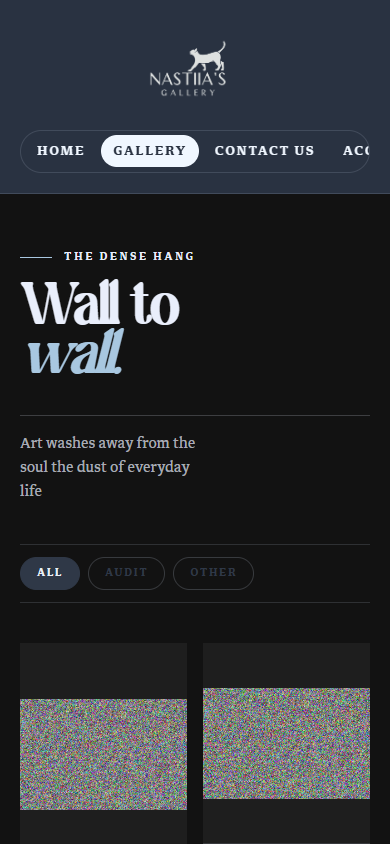 NASTIIA'S
GALLERY
HOME GALLERY CONTACT US
THE DENSE HANG
Wall to
wall.
Art washes away from the
soul the dust of everyday
life
ALL AUDIT OTHER